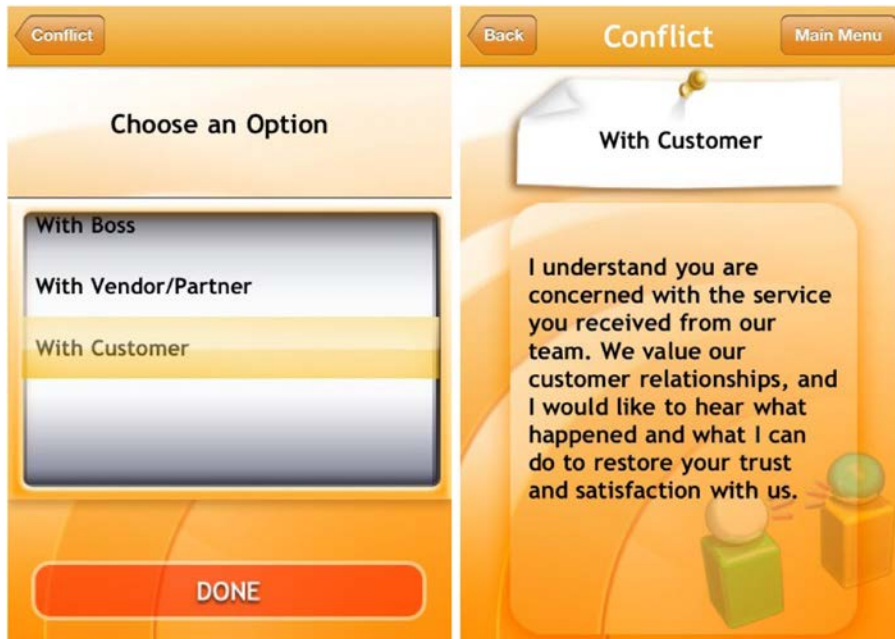 Conflict
Choose an Option
With Boss
With Vendor/Partner
With Customer
DONE
Back
Conflict
Main Menu
With Customer
I understand you are
concerned with the service
you received from our
team. We value our
customer relationships, and
I would like to hear what
happened and what I can
do to restore your trust
and satisfaction with us.